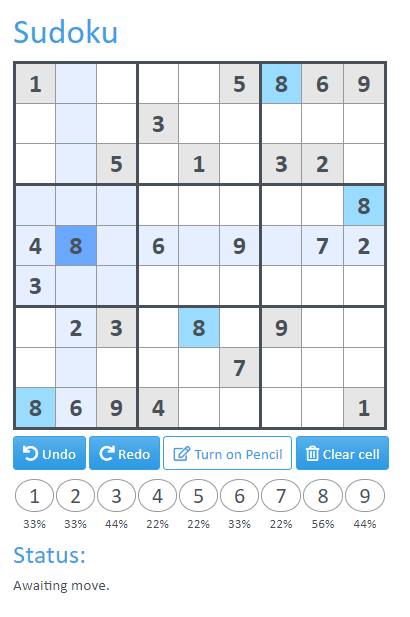 Sudoku
1 5 8 6 9
3
5 1 3 2
8
4 8 6 9 7 2
3
2 3 8 9
7
8 6 9 4 1
Undo Redo Turn on Pencil Clear cell
1 2 3 4 5 6 7 8 9
33% 33% 44% 22% 22% 33% 22% 56% 44%
Status:
Awaiting move.